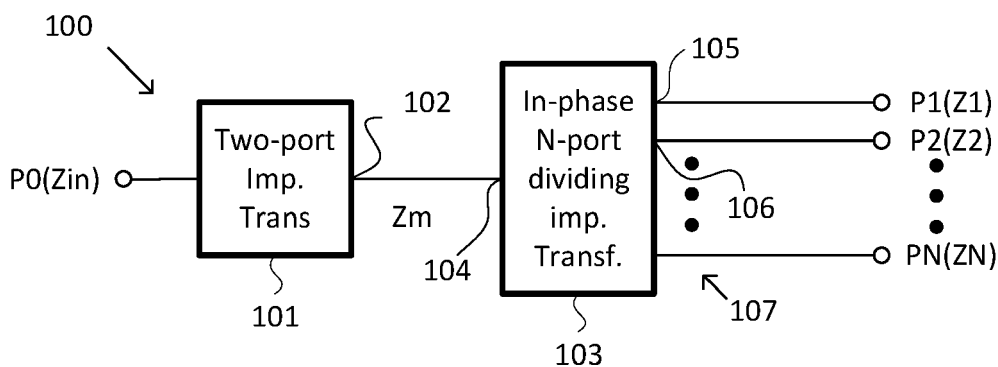 100
P0(Zin)
Two-port
Imp.
Trans
101
102
Zm
104
In-phase
N-port
dividing
imp.
Transf.
103
105
106
107
P1(Z1)
P2(Z2)
PN(ZN)